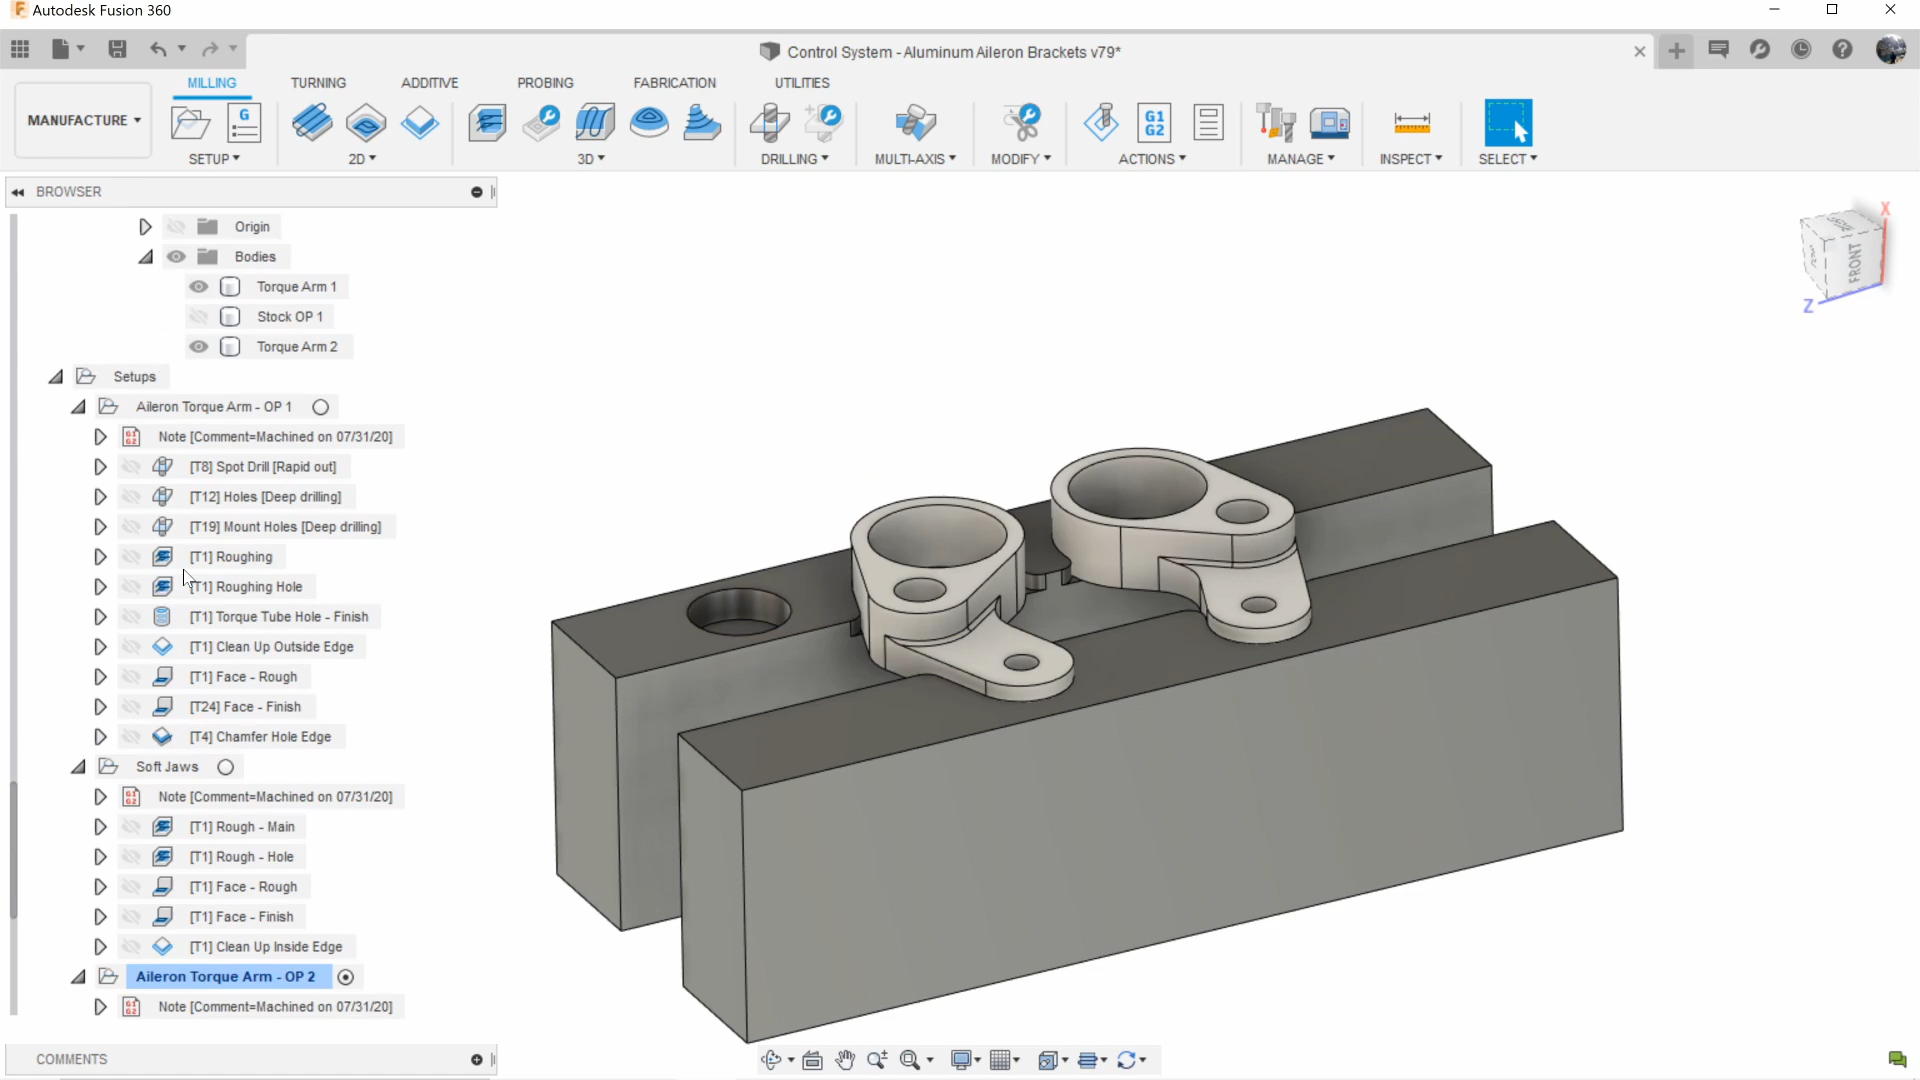 Autodesk Fusion 360
Control System - Aluminum Aileron Brackets v79*
MILLING TURNING ADDITIVE PROBING FABRICATION UTILITIES
MANUFACTURE
SETUP 2D 3D DRILLING MULTI-AXIS MODIFY ACTIONS MANAGE INSPECT SELECT
G
G1
G2
BROWSER
Origin
Bodies
Torque Arm 1
Stock OP 1
Torque Arm 2
Setups
Aileron Torque Arm - OP 1
Note [Comment=Machined on 07/31/20]
[T8] Spot Drill [Rapid out]
[T12] Holes [Deep drilling]
[T19] Mount Holes [Deep drilling]
[T1] Roughing
[T1] Roughing Hole
[T1] Torque Tube Hole - Finish
[T1] Clean Up Outside Edge
[T1] Face - Rough
[T24] Face - Finish
[T4] Chamfer Hole Edge
Soft Jaws
Note [Comment=Machined on 07/31/20]
[T1] Rough - Main
[T1] Rough - Hole
[T1] Face - Rough
[T1] Face - Finish
[T1] Clean Up Inside Edge
Aileron Torque Arm - OP 2
Note [Comment=Machined on 07/31/20]
COMMENTS
X
FRONT
Z